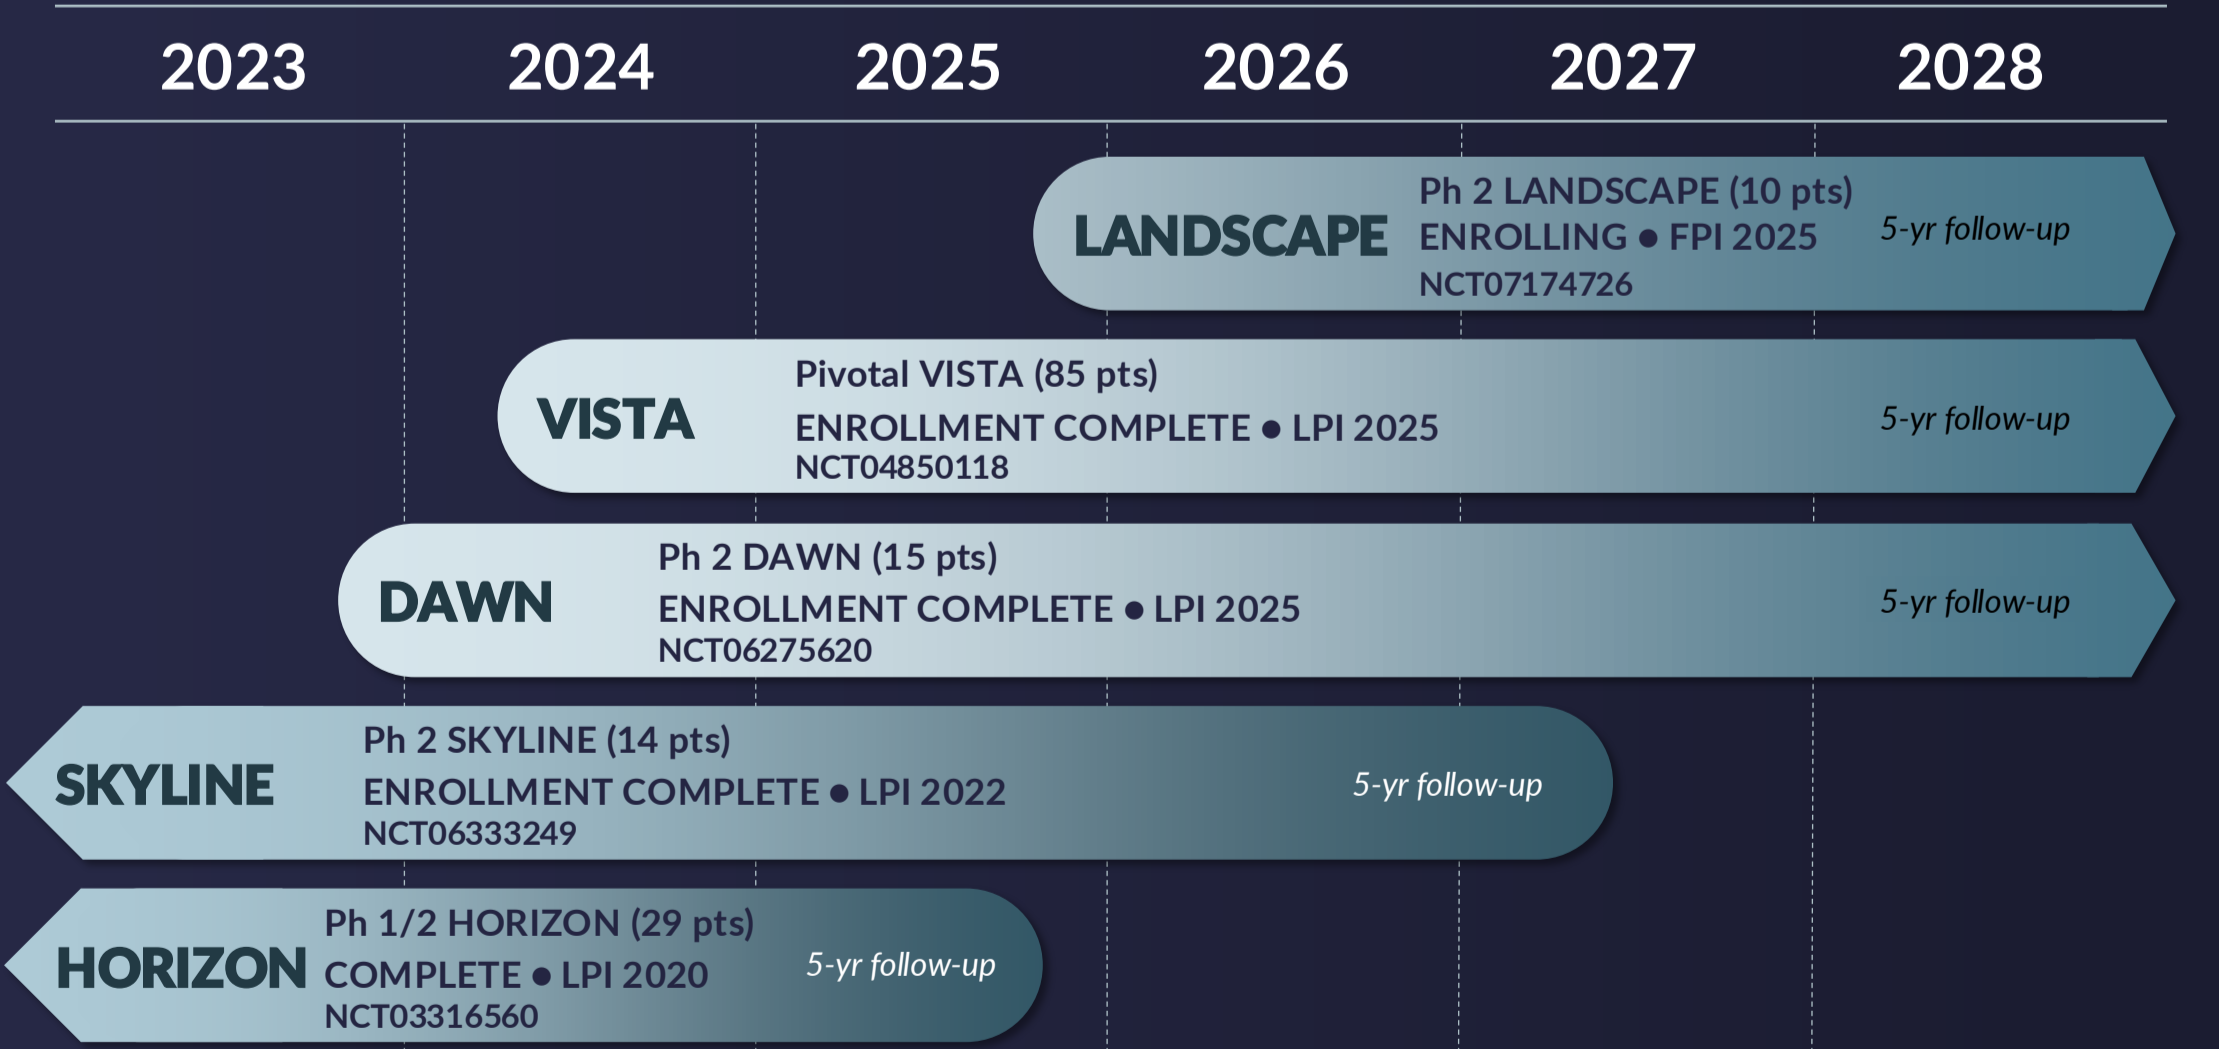 2023 2024 2025 2026 2027 2028
LANDSCAPE
Ph 2 LANDSCAPE (10 pts)
ENROLLING ● FPI 2025
NCT07174726
5-yr follow-up
VISTA
Pivotal VISTA (85 pts)
ENROLLMENT COMPLETE ● LPI 2025
NCT04850118
5-yr follow-up
DAWN
Ph 2 DAWN (15 pts)
ENROLLMENT COMPLETE ● LPI 2025
NCT06275620
5-yr follow-up
SKYLINE
Ph 2 SKYLINE (14 pts)
ENROLLMENT COMPLETE ● LPI 2022
NCT06333249
5-yr follow-up
HORIZON
Ph 1/2 HORIZON (29 pts)
COMPLETE ● LPI 2020
NCT03316560
5-yr follow-up